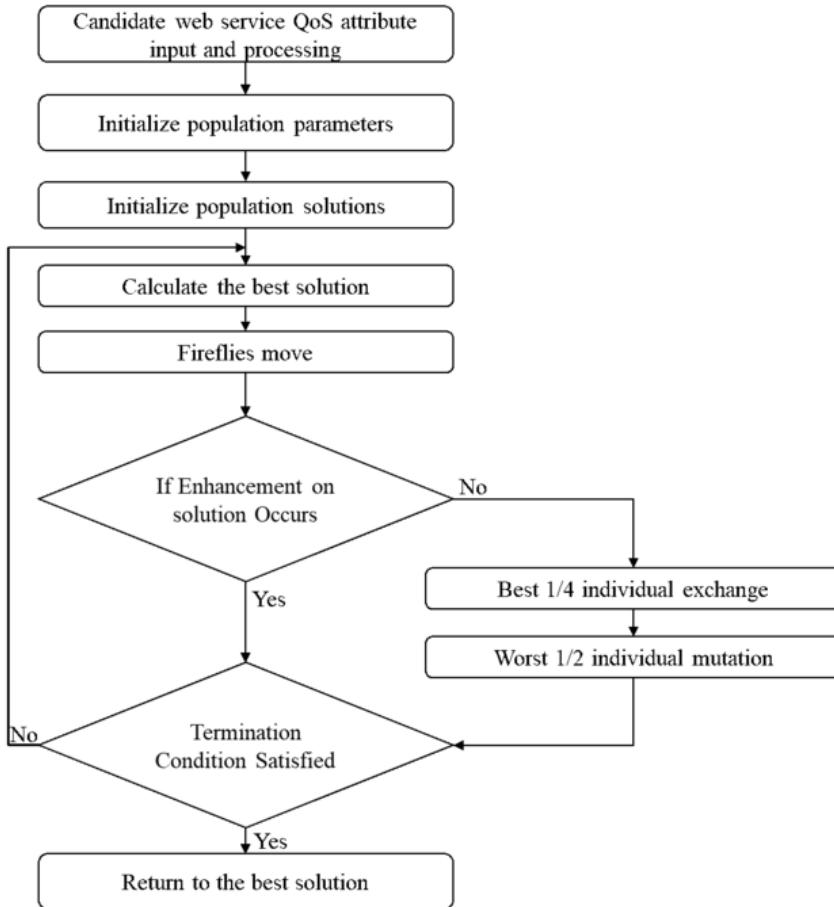 Candidate web service QoS attribute
input and processing
Initialize population parameters
Initialize population solutions
Calculate the best solution
Fireflies move
If Enhancement on
solution Occurs
No
Yes
Best 1/4 individual exchange
Worst 1/2 individual mutation
Termination
Condition Satisfied
No
Yes
Return to the best solution